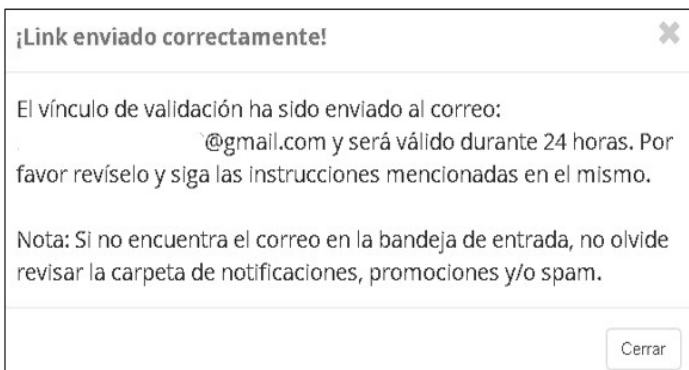 ¡Link enviado correctamente!
El vínculo de validación ha sido enviado al correo:
@gmail.com y será válido durante 24 horas. Por
favor revíselo y siga las instrucciones mencionadas en el mismo.
Nota: Si no encuentra el correo en la bandeja de entrada, no olvide
revisar la carpeta de notificaciones, promociones y/o spam.
Cerrar